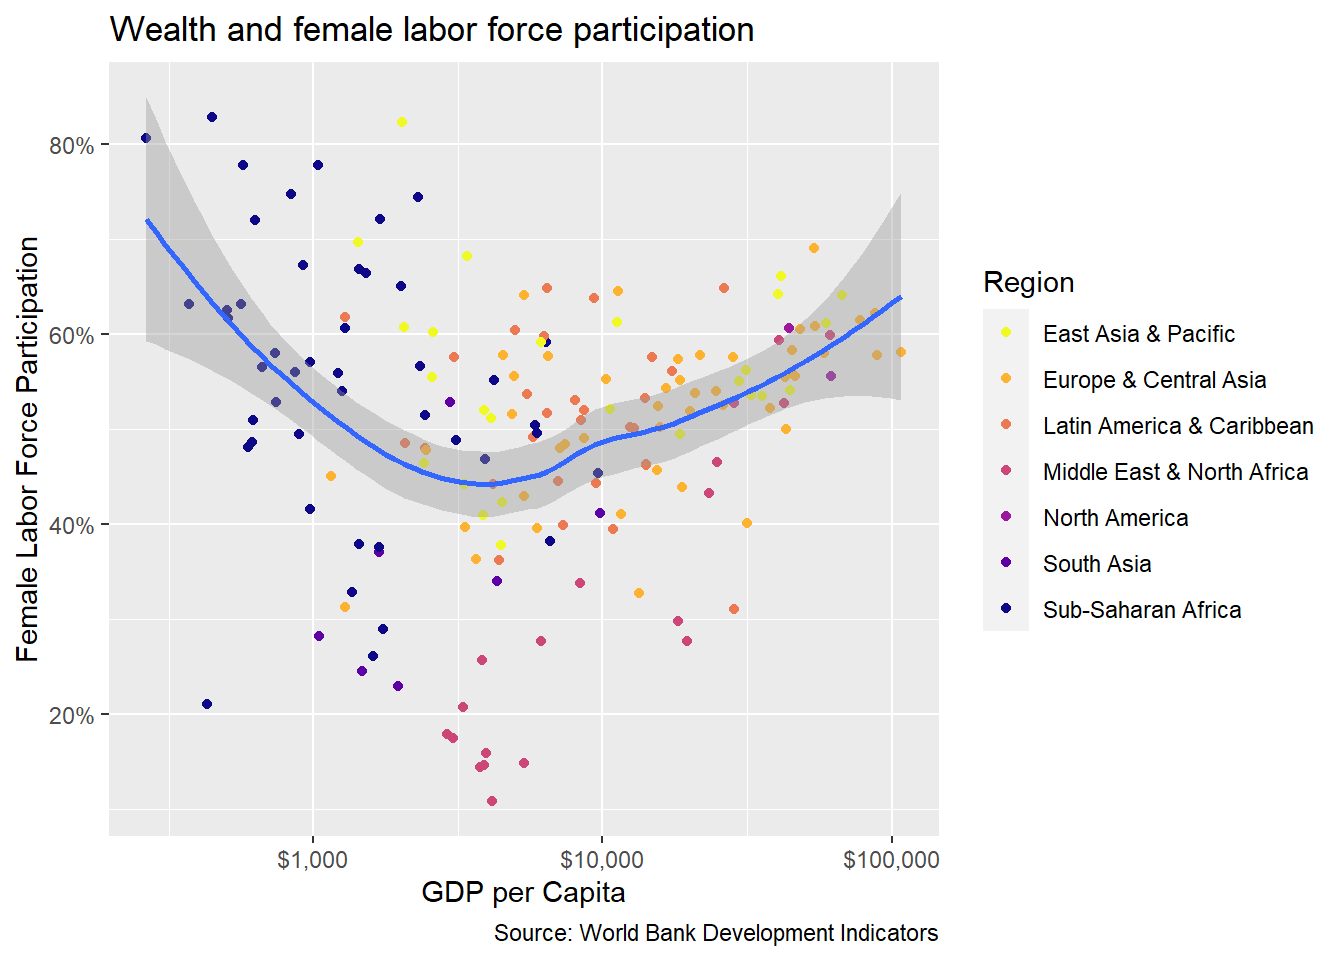 Wealth and female labor force participation
Female Labor Force Participation
80%
60%
40%
20%
$1,000
$10,000
$100,000
GDP per Capita
Source: World Bank Development Indicators
Region
East Asia & Pacific
Europe & Central Asia
Latin America & Caribbean
Middle East & North Africa
North America
South Asia
Sub-Saharan Africa